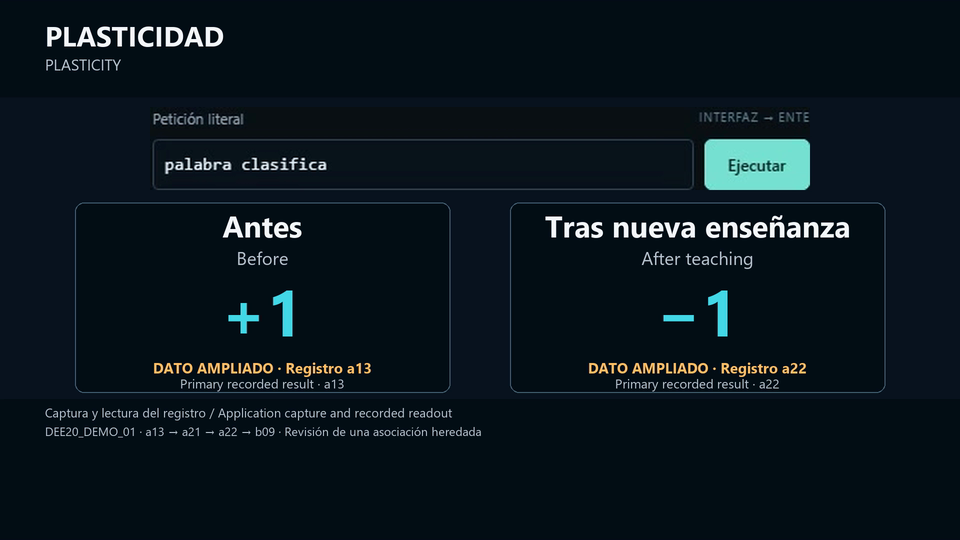 PLASTICIDAD
PLASTICITY
Petición literal
INTERFAZ → ENTE
palabra clasifica
Ejecutar
Antes
Before
+1
DATO AMPLIADO · Registro a13
Primary recorded result · a13
Tras nueva enseñanza
After teaching
−1
DATO AMPLIADO · Registro a22
Primary recorded result · a22
Captura y lectura del registro / Application capture and recorded readout
DEE20_DEMO_01 · a13 → a21 → a22 → b09 · Revisión de una asociación heredada